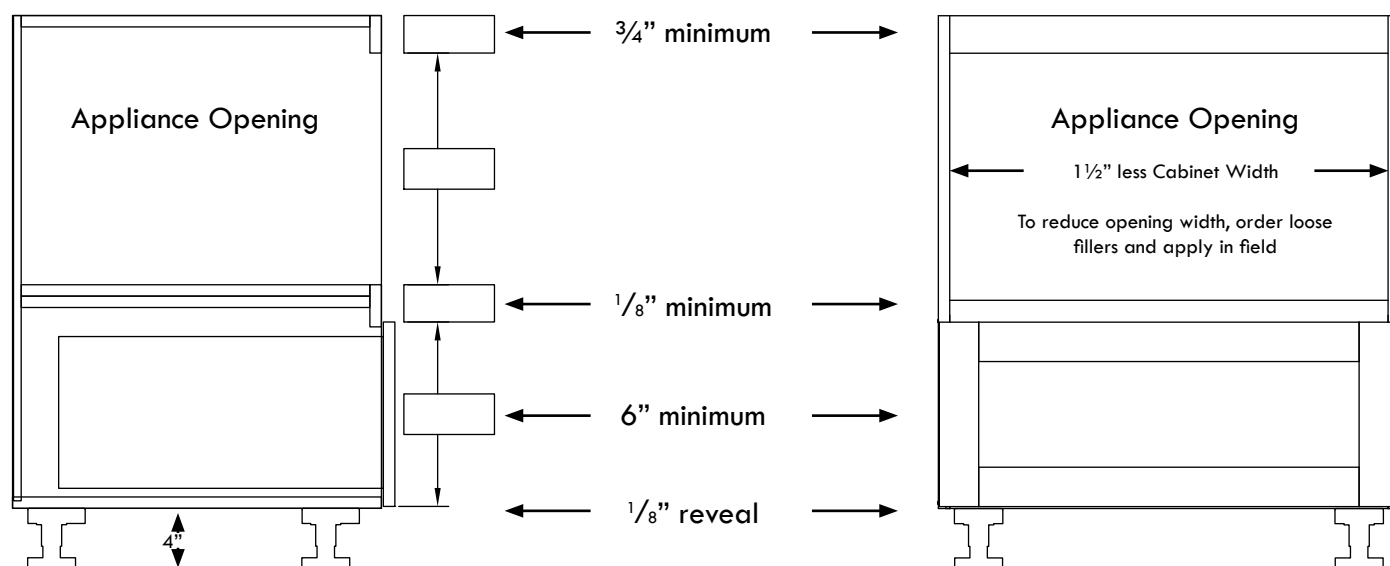 ¾” minimum
Appliance Opening
Appliance Opening
1½” less Cabinet Width
To reduce opening width, order loose
fillers and apply in field
⅛” minimum
6” minimum
⅛” reveal
4”